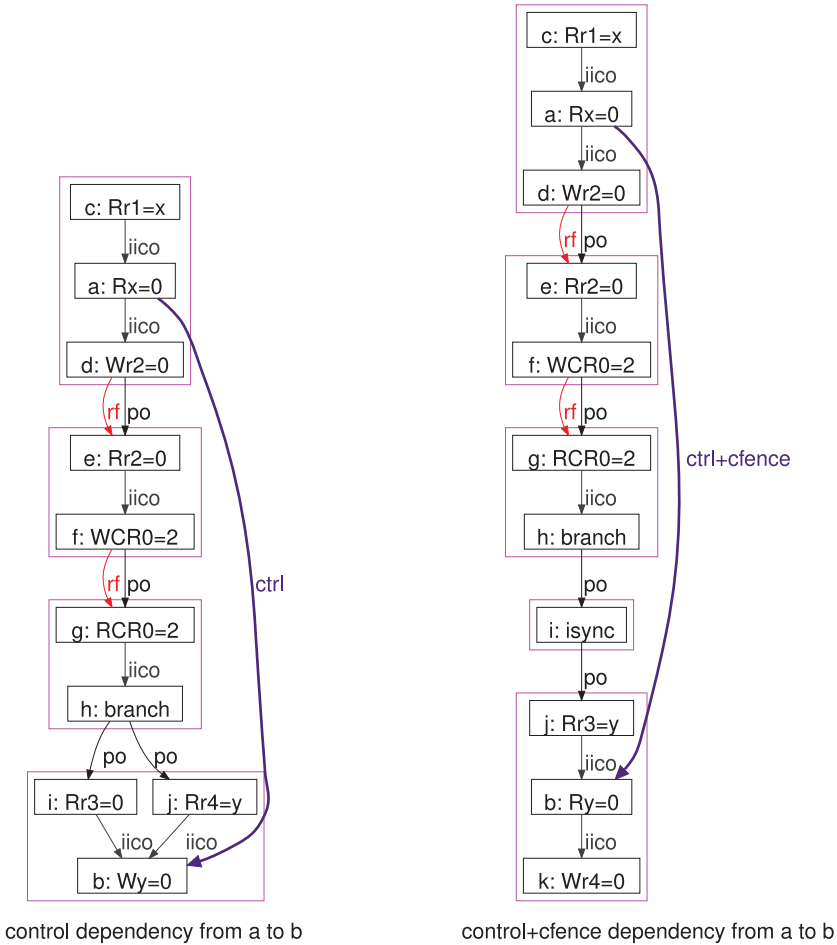 c: Rr1=x
iico
a: Rx=0
iico
d: Wr2=0
rf po
e: Rr2=0
iico
f: WCR0=2
rf po
g: RCR0=2
iico
h: branch
po po
i: Rr3=0 j: Rr4=y
iico iico
b: Wy=0
ctrl
control dependency from a to b
c: Rr1=x
iico
a: Rx=0
iico
d: Wr2=0
rf po
e: Rr2=0
iico
f: WCR0=2
rf po
g: RCR0=2
iico
h: branch
po
i: isync
po
j: Rr3=y
iico
b: Ry=0
iico
k: Wr4=0
ctrl+cfence
control+cfence dependency from a to b